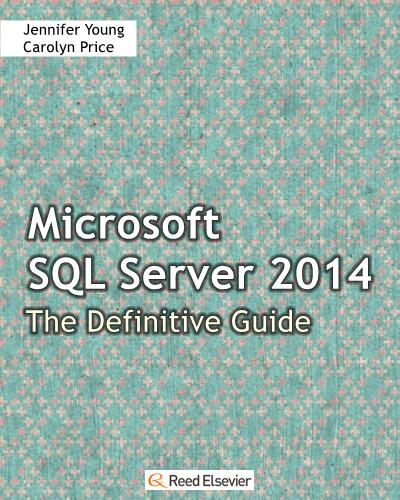 Jennifer Young
Carolyn Price
Microsoft
SQL Server 2014
The Definitive Guide
Reed Elsevier